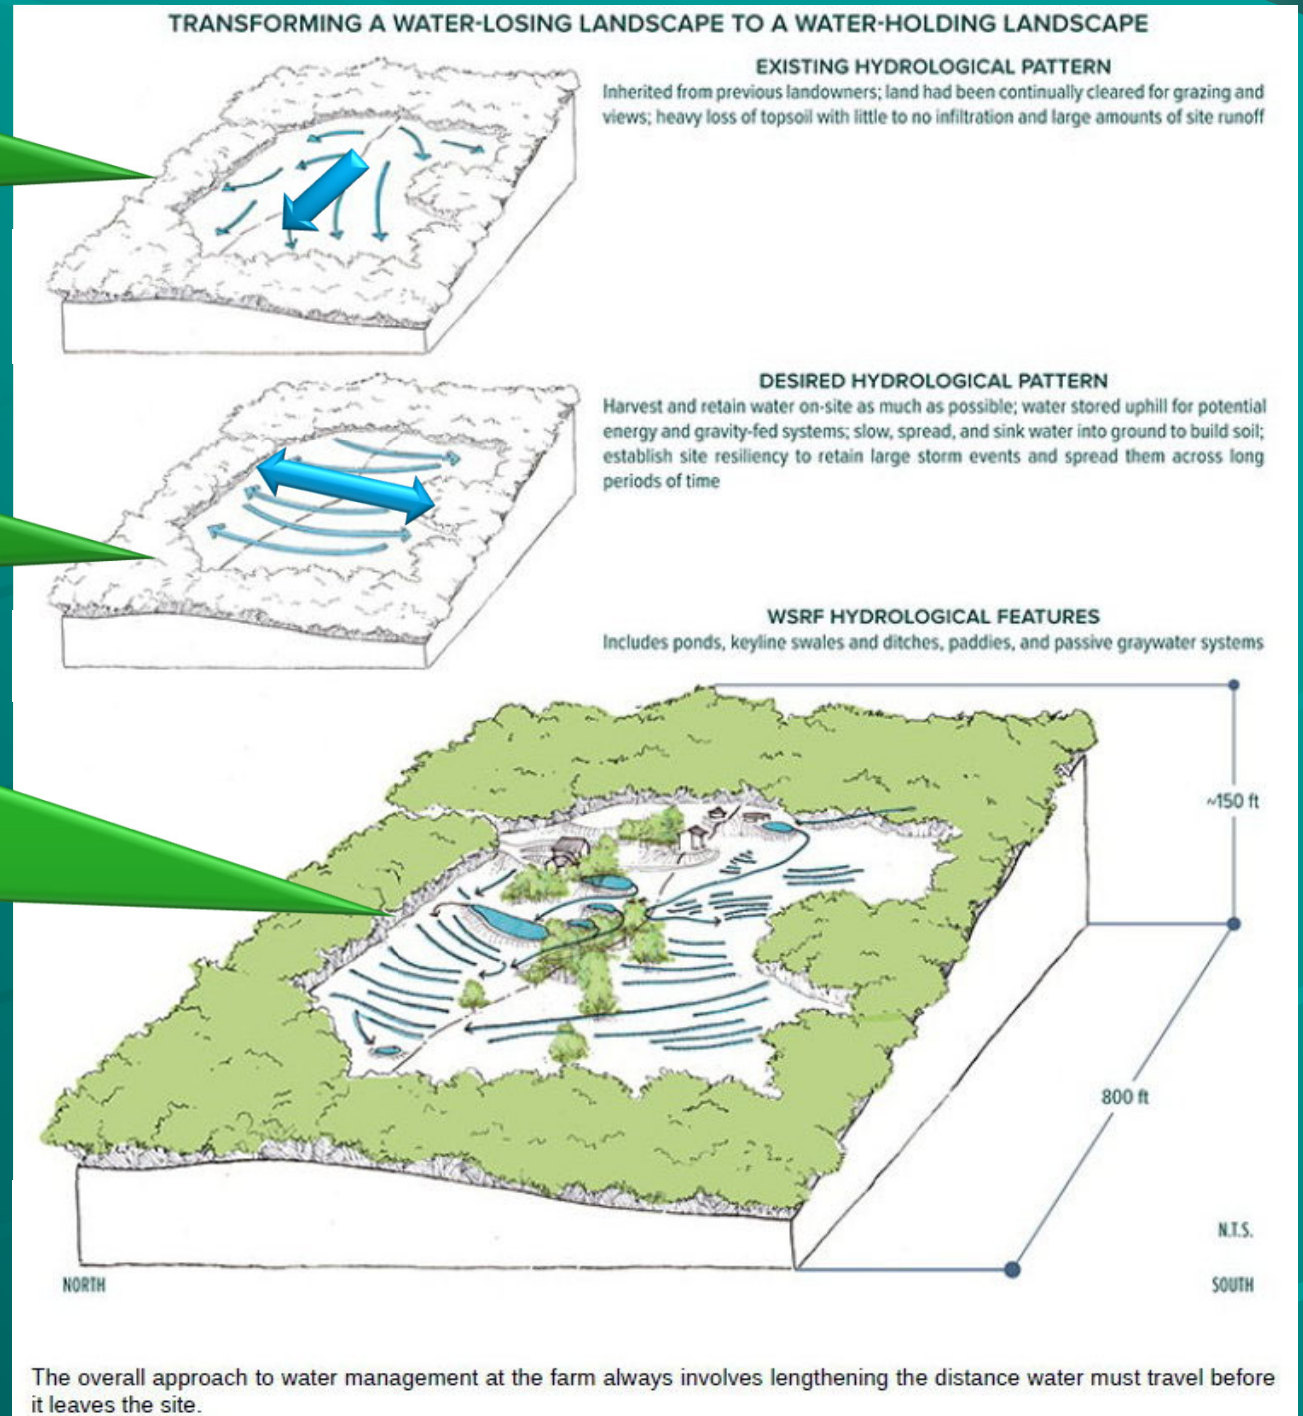 TRANSFORMING A WATER-LOSING LANDSCAPE TO A WATER-HOLDING LANDSCAPE
EXISTING HYDROLOGICAL PATTERN
Inherited from previous landowners; land had been continually cleared for grazing and
views; heavy loss of topsoil with little to no infiltration and large amounts of site runoff
DESIRED HYDROLOGICAL PATTERN
Harvest and retain water on-site as much as possible; water stored uphill for potential
energy and gravity-fed systems; slow, spread, and sink water into ground to build soil;
establish site resiliency to retain large storm events and spread them across long
periods of time
WSRF HYDROLOGICAL FEATURES
Includes ponds, keyline swales and ditches, paddies, and passive graywater systems
~150 ft
800 ft
N.T.S.
NORTH
SOUTH
The overall approach to water management at the farm always involves lengthening the distance water must travel before
it leaves the site.